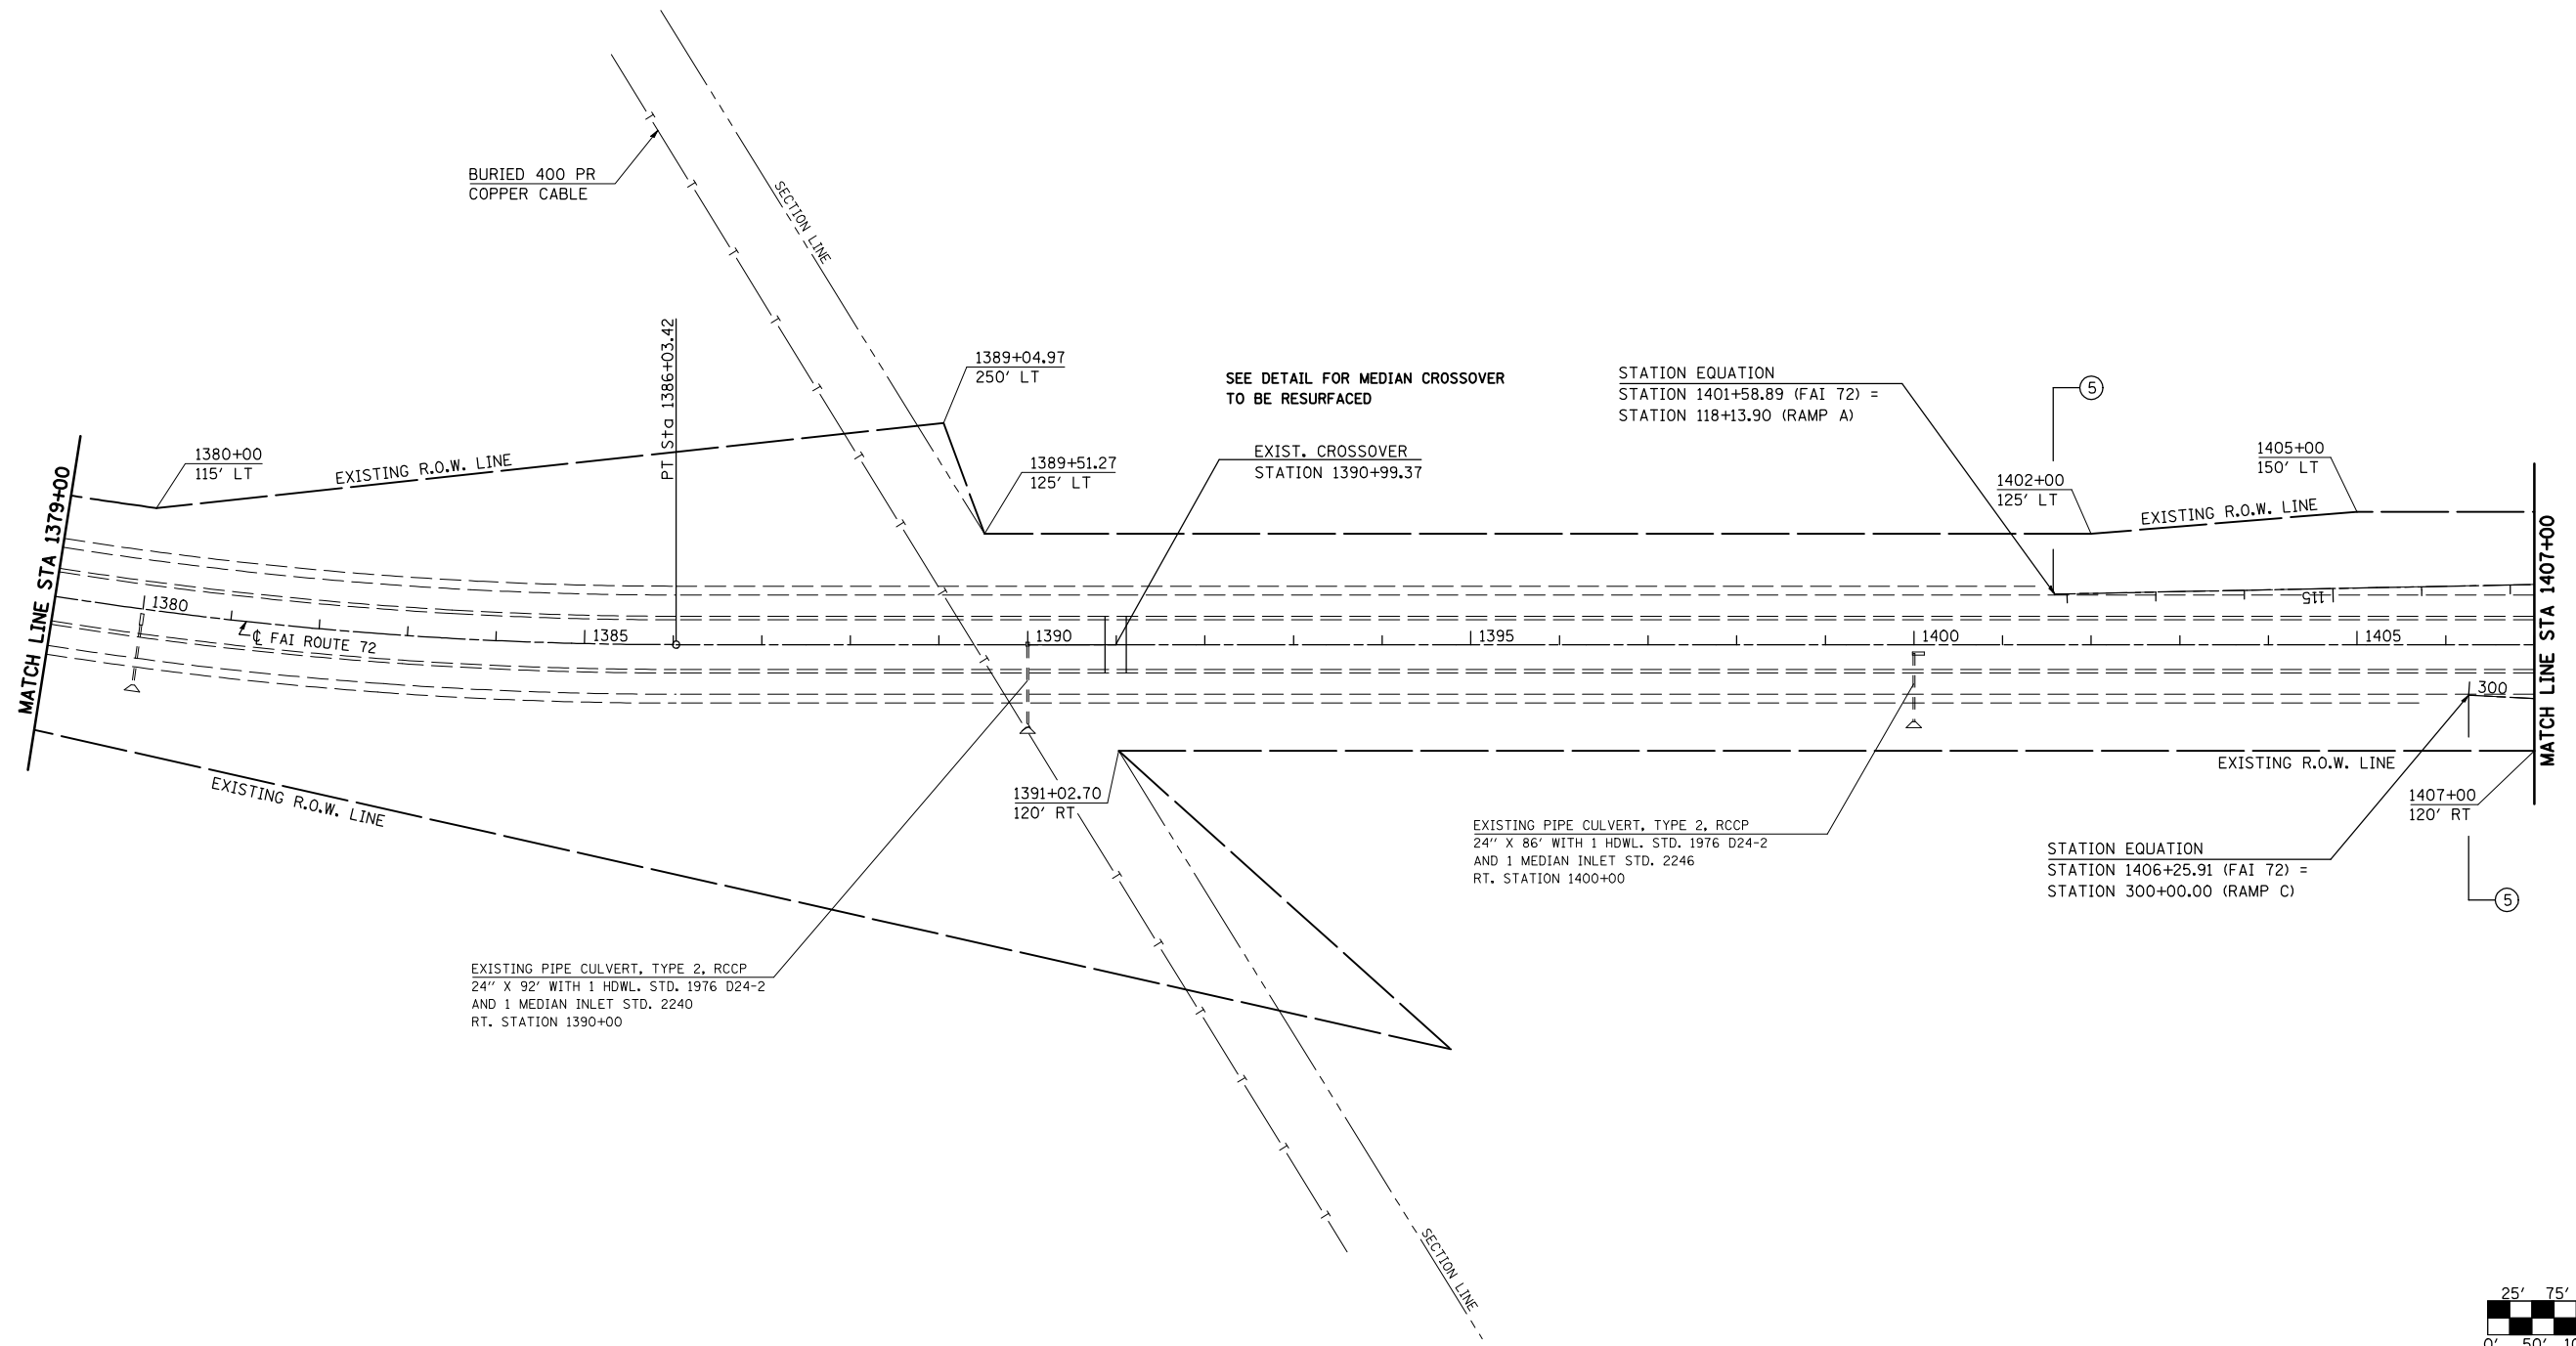 BURIED 400 PR
COPPER CABLE
SECTION LINE
PT Sta 1386+03.42
1389+04.97
250' LT
SEE DETAIL FOR MEDIAN CROSSOVER
TO BE RESURFACED
STATION EQUATION
STATION 1401+58.89 (FAI 72) =
STATION 118+13.90 (RAMP A)
5
1380+00
115' LT
EXISTING R.O.W. LINE
1389+51.27
125' LT
EXIST. CROSSOVER
STATION 1390+99.37
1402+00
125' LT
1405+00
150' LT
EXISTING R.O.W. LINE
MATCH LINE STA 1379+00
MATCH LINE STA 1407+00
115
1380
℄ FAI ROUTE 72
1385
1390
1395
1400
1405
300
EXISTING R.O.W. LINE
EXISTING R.O.W. LINE
1391+02.70
120' RT
1407+00
120' RT
EXISTING PIPE CULVERT, TYPE 2, RCCP
24" X 86' WITH 1 HDWL. STD. 1976 D24-2
AND 1 MEDIAN INLET STD. 2246
RT. STATION 1400+00
STATION EQUATION
STATION 1406+25.91 (FAI 72) =
STATION 300+00.00 (RAMP C)
5
EXISTING PIPE CULVERT, TYPE 2, RCCP
24" X 92' WITH 1 HDWL. STD. 1976 D24-2
AND 1 MEDIAN INLET STD. 2240
RT. STATION 1390+00
SECTION LINE
25' 75'
0' 50'